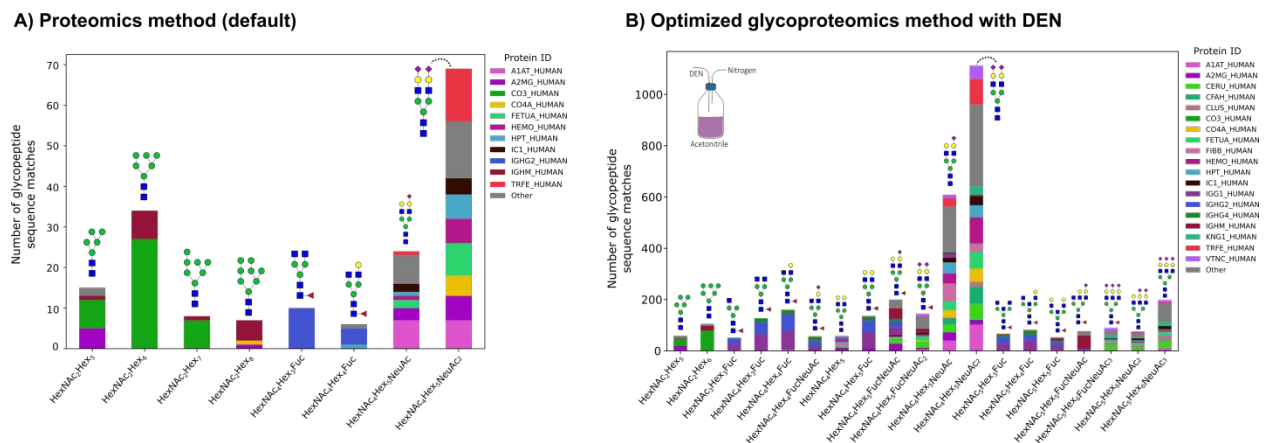 A) Proteomics method (default)
B) Optimized glycoproteomics method with DEN
Number of glycopeptide
sequence matches
70
60
50
40
30
20
10
0
HexNAc₂Hex₅
HexNAc₂Hex₆
HexNAc₂Hex₇
HexNAc₂Hex₈
HexNAc₄Hex₃Fuc
HexNAc₄Hex₄Fuc
HexNAc₄Hex₅NeuAc
HexNAc₄Hex₅NeuAc₂
Protein ID
A1AT_HUMAN
A2MG_HUMAN
CO3_HUMAN
CO4A_HUMAN
FETUA_HUMAN
HEMO_HUMAN
HPT_HUMAN
IC1_HUMAN
IGHG2_HUMAN
IGHM_HUMAN
TRFE_HUMAN
Other
DEN
Nitrogen
Acetonitrile
Number of glycopeptide
sequence matches
1000
800
600
400
200
0
HexNAc₂Hex₅
HexNAc₂Hex₆
HexNAc₃Hex₃Fuc
HexNAc₄Hex₃Fuc
HexNAc₄Hex₄Fuc
HexNAc₄Hex₄FucNeuAc
HexNAc₄Hex₅
HexNAc₄Hex₅Fuc
HexNAc₄Hex₅FucNeuAc
HexNAc₄Hex₅FucNeuAc₂
HexNAc₄Hex₅NeuAc
HexNAc₄Hex₅NeuAc₂
HexNAc₅Hex₃Fuc
HexNAc₅Hex₄Fuc
HexNAc₅Hex₅Fuc
HexNAc₅Hex₅FucNeuAc
HexNAc₅Hex₆FucNeuAc₃
HexNAc₅Hex₆NeuAc₂
HexNAc₅Hex₆NeuAc₃
Protein ID
A1AT_HUMAN
A2MG_HUMAN
CERU_HUMAN
CFAH_HUMAN
CLUS_HUMAN
CO3_HUMAN
CO4A_HUMAN
FETUA_HUMAN
FIBB_HUMAN
HEMO_HUMAN
HPT_HUMAN
IC1_HUMAN
IGG1_HUMAN
IGHG2_HUMAN
IGHG4_HUMAN
IGHM_HUMAN
KNG1_HUMAN
TRFE_HUMAN
VTNC_HUMAN
Other